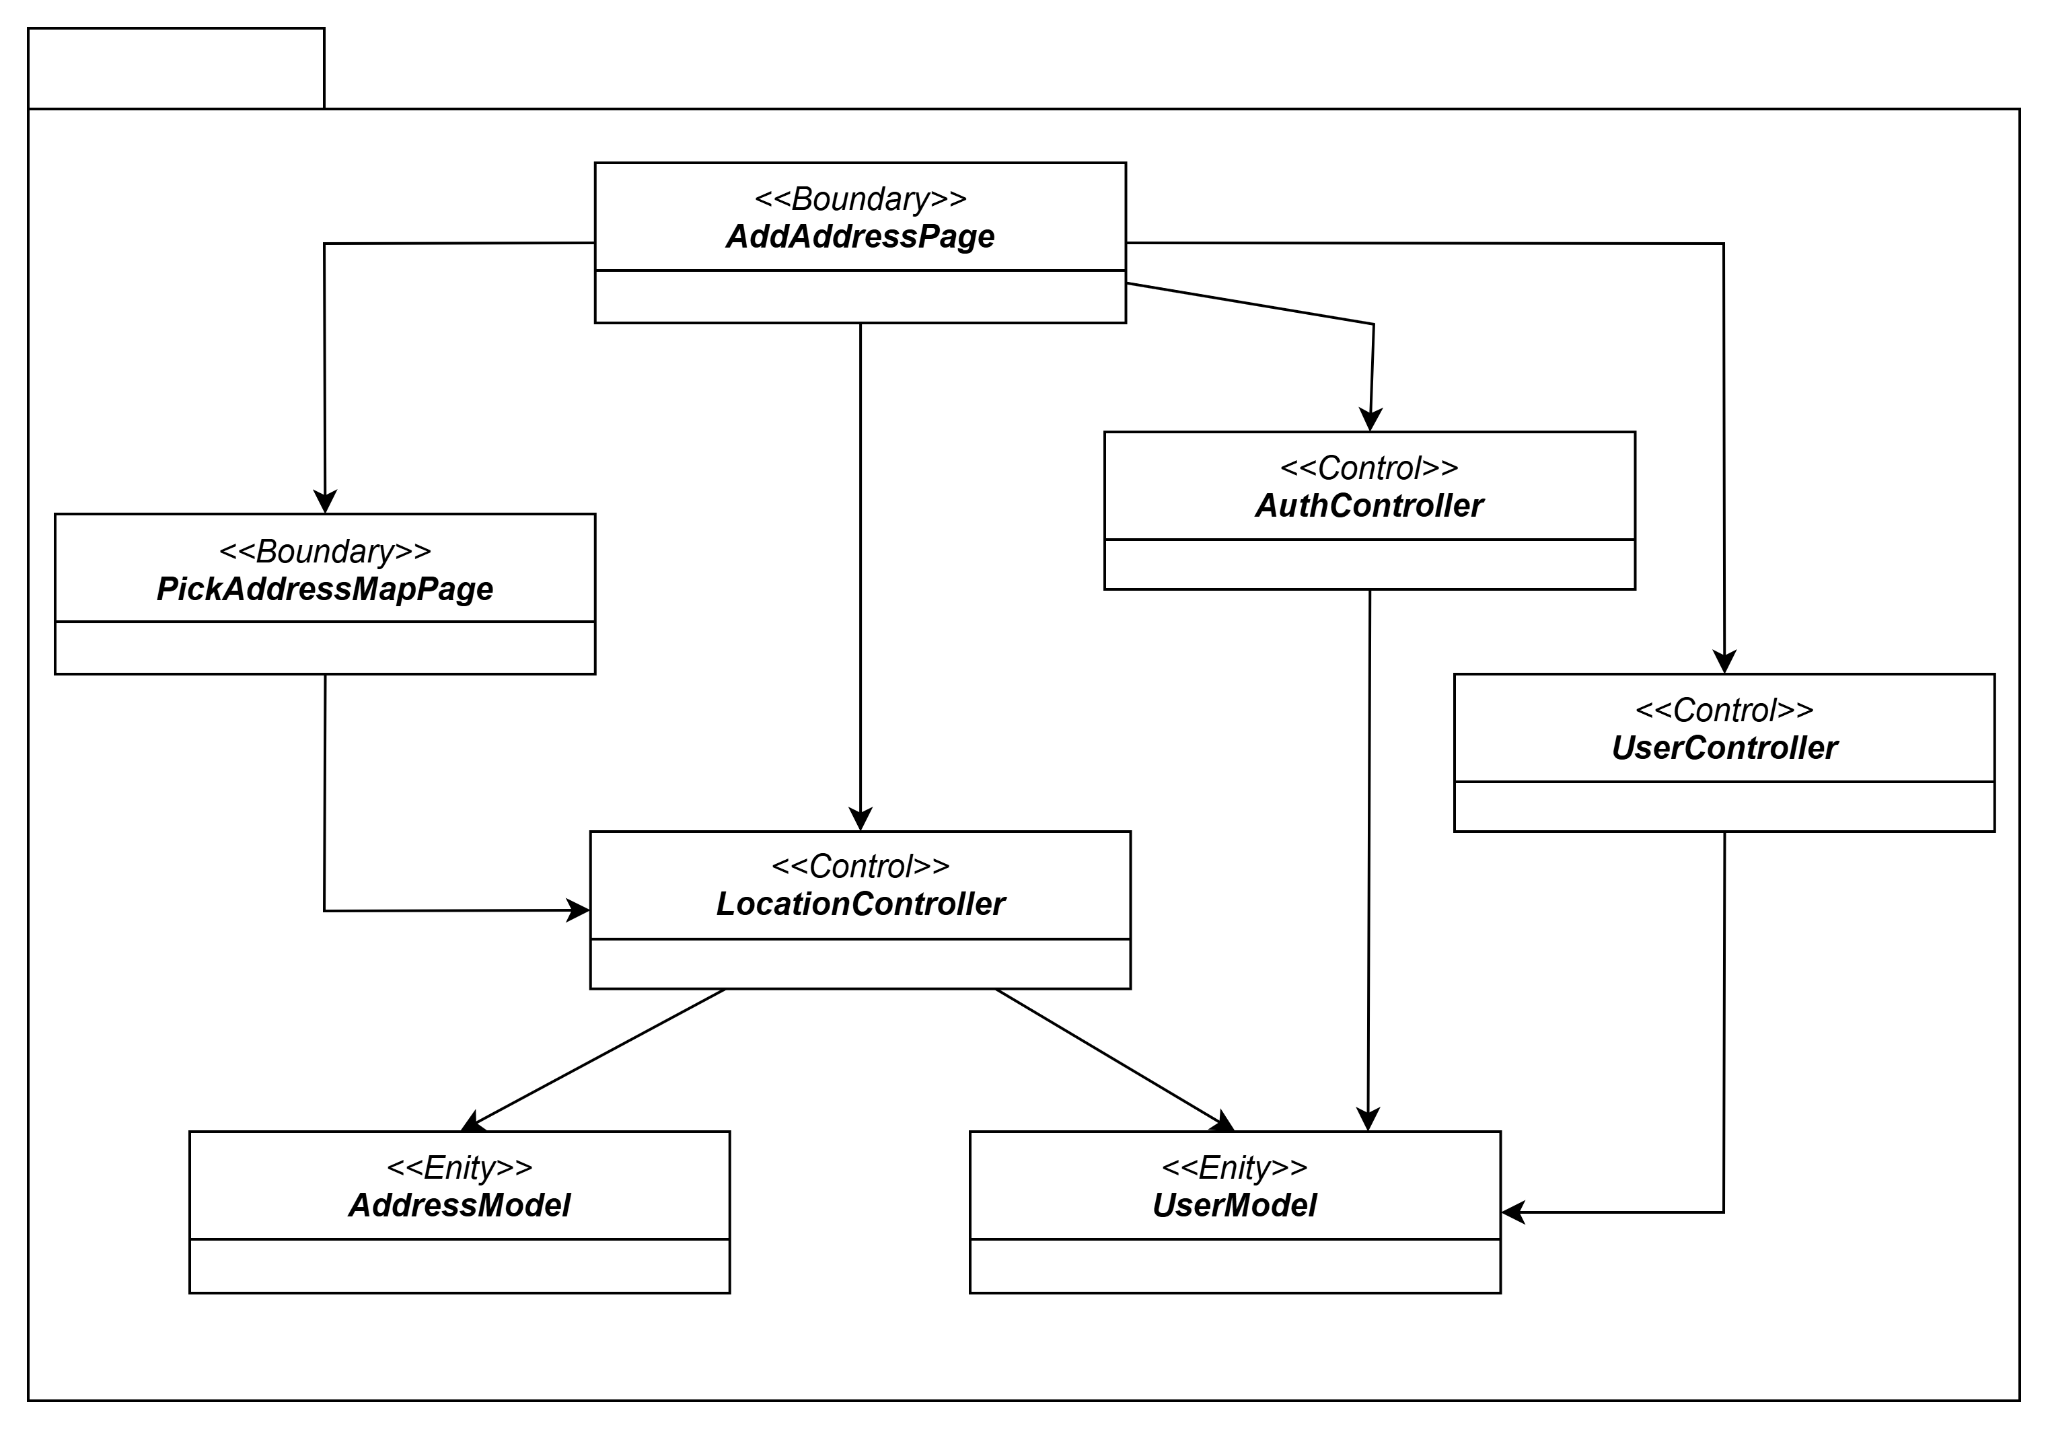 <<Boundary>>
AddAddressPage
<<Control>>
AuthController
<<Boundary>>
PickAddressMapPage
<<Control>>
UserController
<<Control>>
LocationController
<<Enity>>
AddressModel
<<Enity>>
UserModel